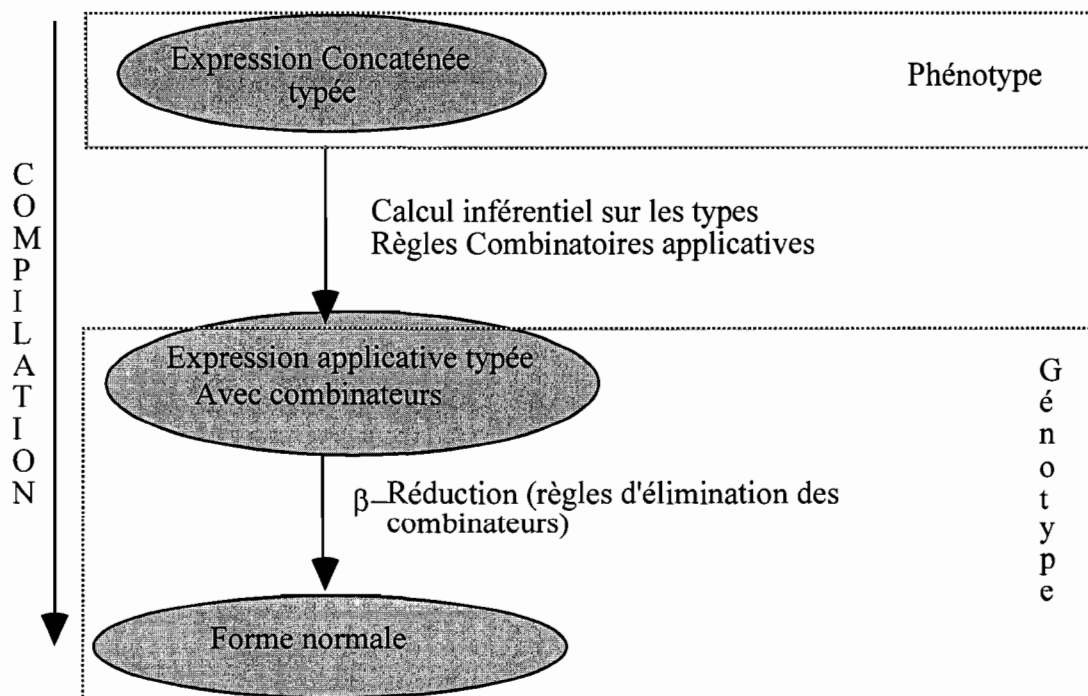 Expression Concaténée
typée
Phénotype
COMPILATION
Calcul inférentiel sur les types
Règles Combinatoires applicatives
Expression applicative typée
Avec combinateurs
Génotype
β–Réduction (règles d'élimination des
combinateurs)
Forme normale